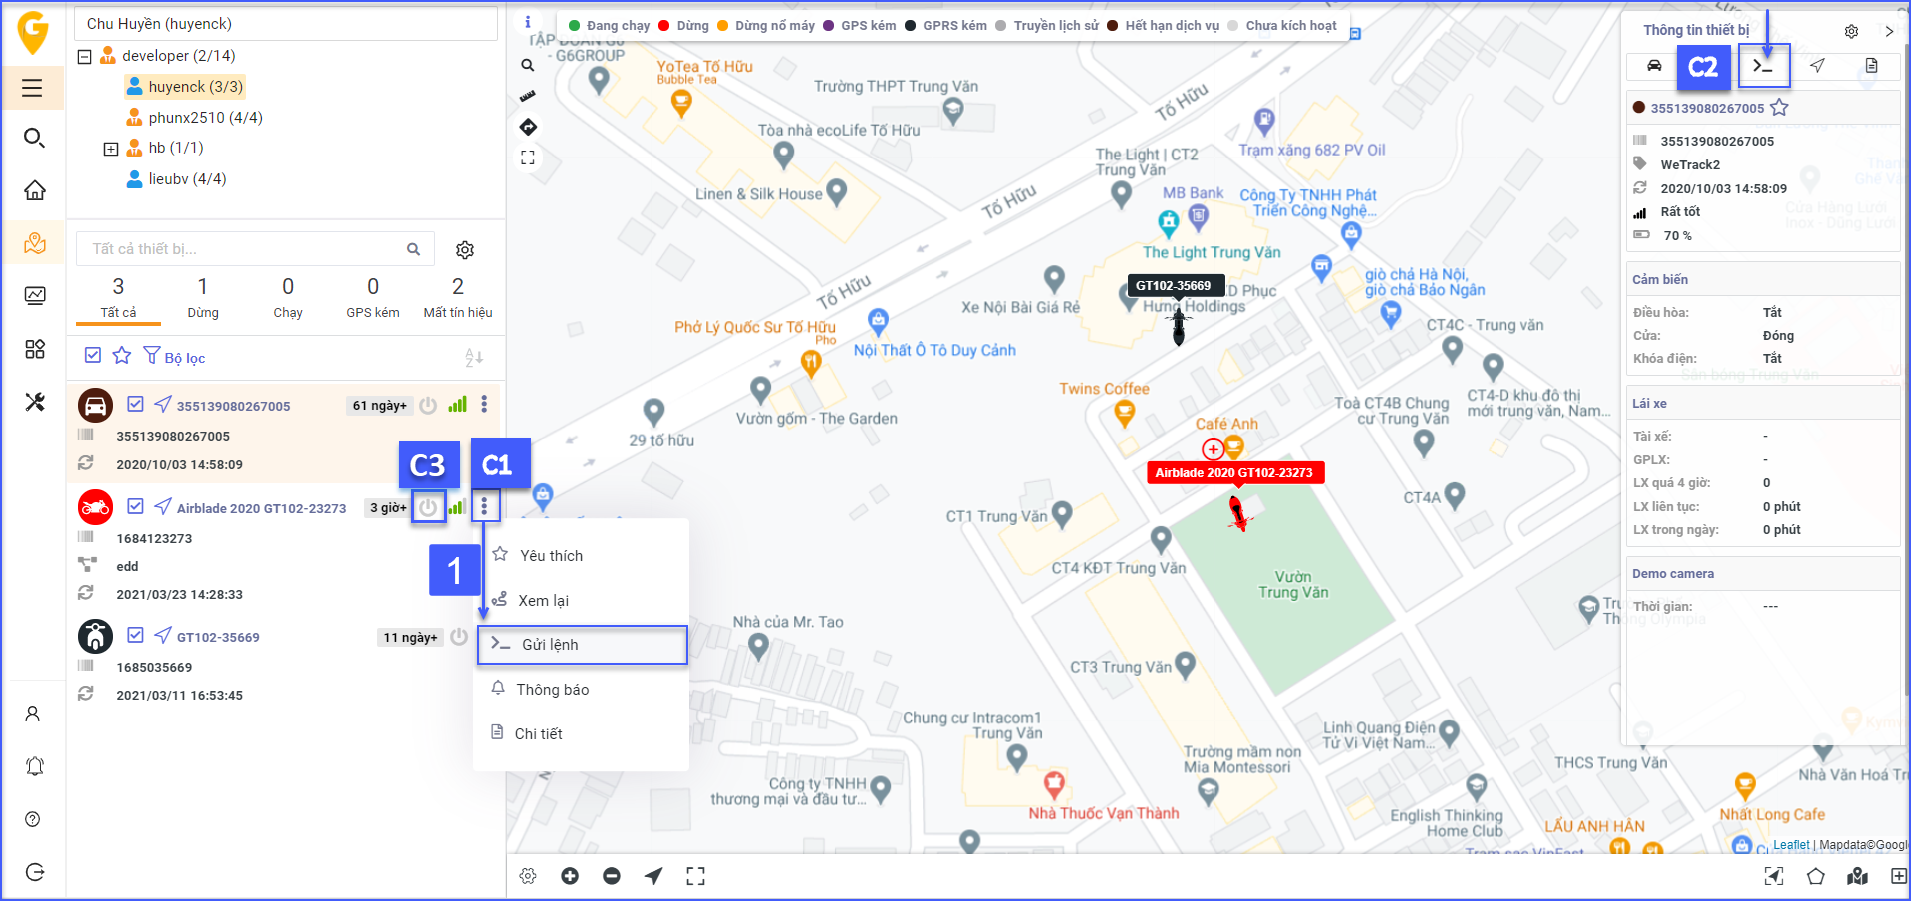 Chu Huyền (huyenck)
developer (2/14)
huyenck (3/3)
phunx2510 (4/4)
hb (1/1)
lieubv (4/4)
Tất cả thiết bị...
3
Tất cả
1
Dừng
0
Chạy
0
GPS kém
2
Mất tín hiệu
Bộ lọc
355139080267005
61 ngày+
355139080267005
2020/10/03 14:58:09
C3
C1
Airblade 2020 GT102-23273
3 giờ+
1684123273
edd
2021/03/23 14:28:33
GT102-35669
11 ngày+
1685035669
2021/03/11 16:53:45
1
Yêu thích
Xem lại
Gửi lệnh
Thông báo
Chi tiết
Đang chạy
Dừng
Dừng nổ máy
GPS kém
GPRS kém
Truyền lịch sử
Hết hạn dịch vụ
Chưa kích hoạt
G6GROUP
YoTea Tố Hữu
Bubble Tea
Trường THPT Trung Văn
Tố Hữu
Tòa nhà ecoLife Tố Hữu
Trạm xăng 682 PV Oil
The Light | CT2
Trung Văn
Linen & Silk House
Tố Hữu
MB Bank
Công Ty TNHH Phát
Triển Công Nghệ...
The Light Trung Văn
Tố Hữu
Xe Nội Bài Giá Rẻ
GT102-35669
D Phục
Hưng Holdings
giò chả Hà Nội,
giò chả Bảo Ngân
Phở Lý Quốc Sư Tố Hữu
Pho
Nội Thất Ô Tô Duy Cảnh
CT4C - Trung văn
Twins Coffee
Vườn gốm - The Garden
29 tố hữu
Toà CT4B Chung
cư Trung Văn
CT4-D khu đô thị
mới trung văn, Nam...
Café Anh
Airblade 2020 GT102-23273
CT4A
CT1 Trung Văn
CT4 KĐT Trung Văn
Vườn
Trung Văn
Nhà của Mr. Tao
CT3 Trung Văn
Chung cư Intracom1
Trung Văn
Linh Quang Điện
Tử Vi Việt Nam...
Trường mầm non
Mia Montessori
Công ty TNHH
thương mại và đầu tư...
Nhà Thuốc Vạn Thành
THCS Trung Văn
Nhà Văn Hoá
English Thinking
Home Club
Nhất Long Cafe
LẨU ANH HÂN
Leaflet | Mapdata©Googl
Thông tin thiết bị
C2
355139080267005
355139080267005
WeTrack2
2020/10/03 14:58:09
Rất tốt
70 %
Cảm biến
Điều hòa: Tắt
Cửa: Đóng
Khóa điện: Tắt
Lái xe
Tài xế: -
GPLX: -
LX quá 4 giờ: 0
LX liên tục: 0 phút
LX trong ngày: 0 phút
Demo camera
Thời gian: ---